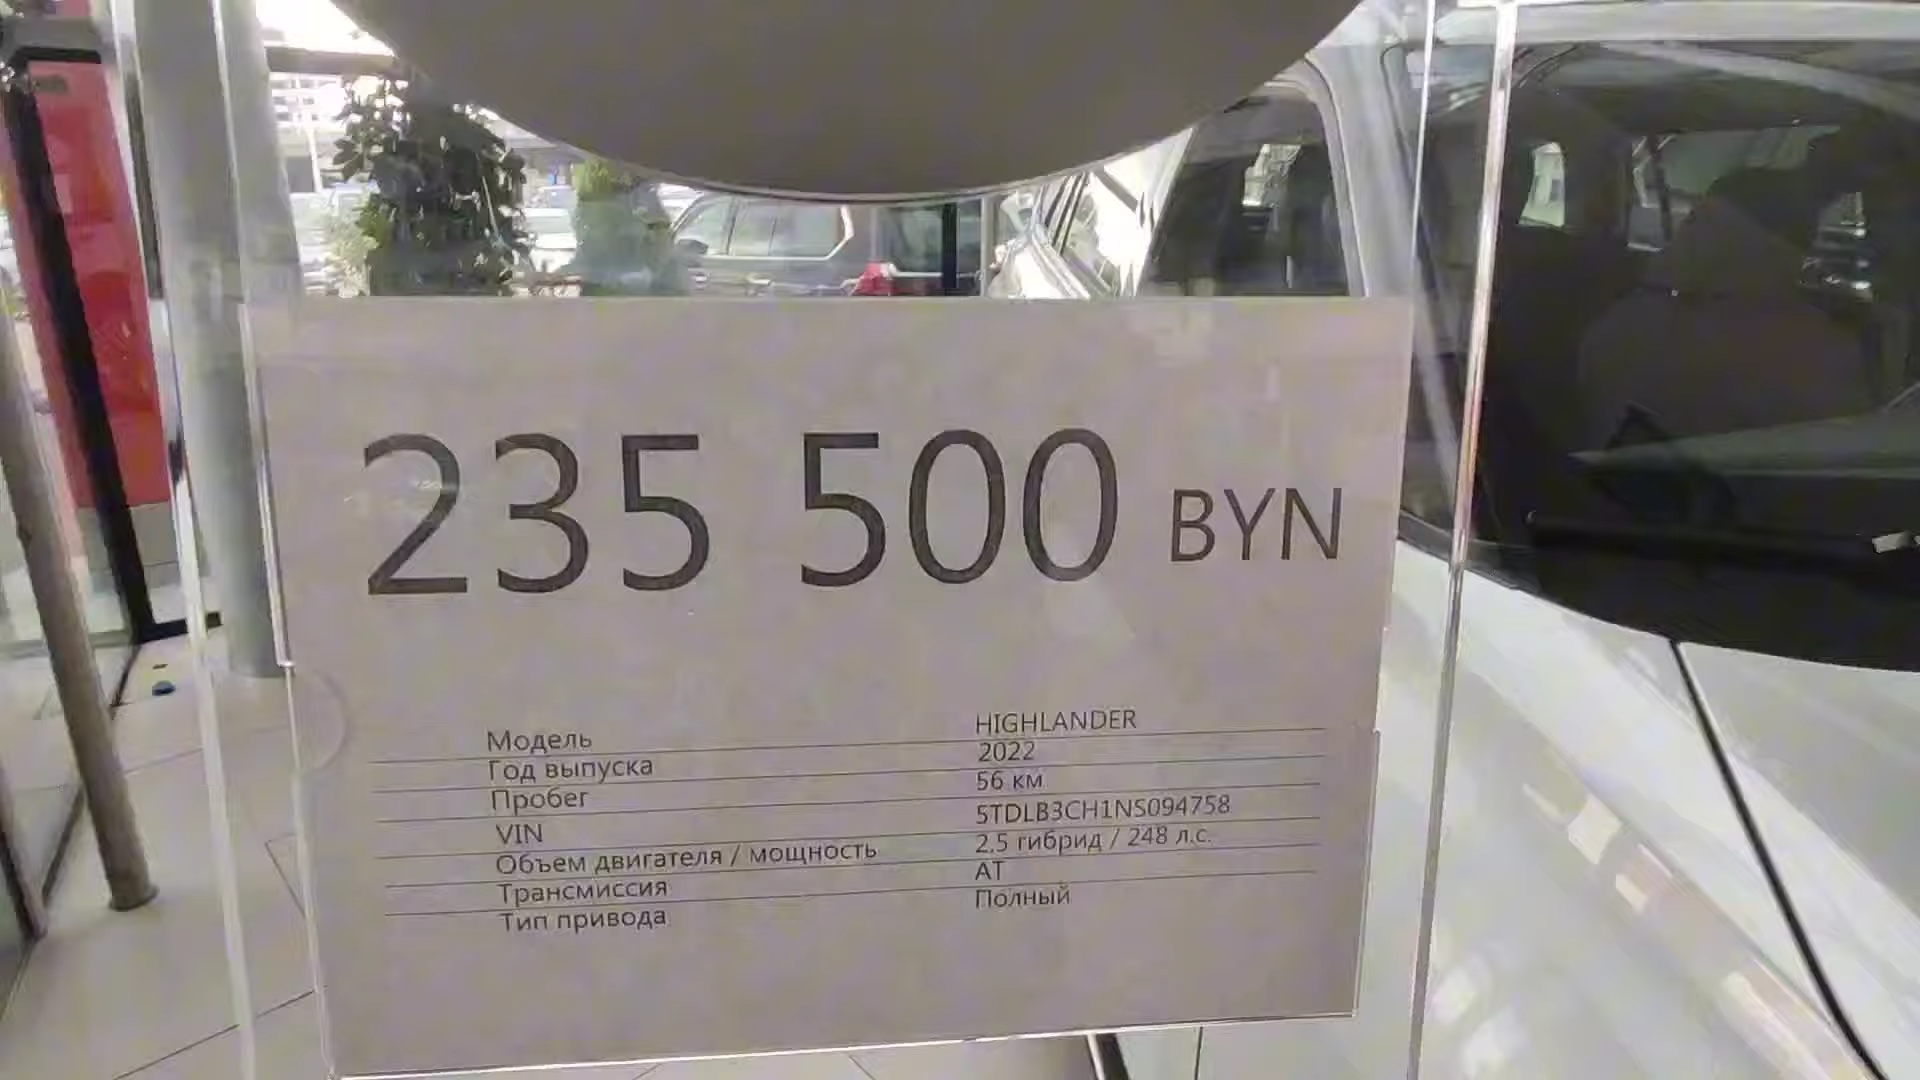 235 500 BYN
Модель HIGHLANDER
Год выпуска 2022
Пробег 56 км
VIN 5TDLB3CH1NS094758
Объем двигателя / мощность 2.5 гибрид / 248 л.с.
Трансмиссия АТ
Тип привода Полный